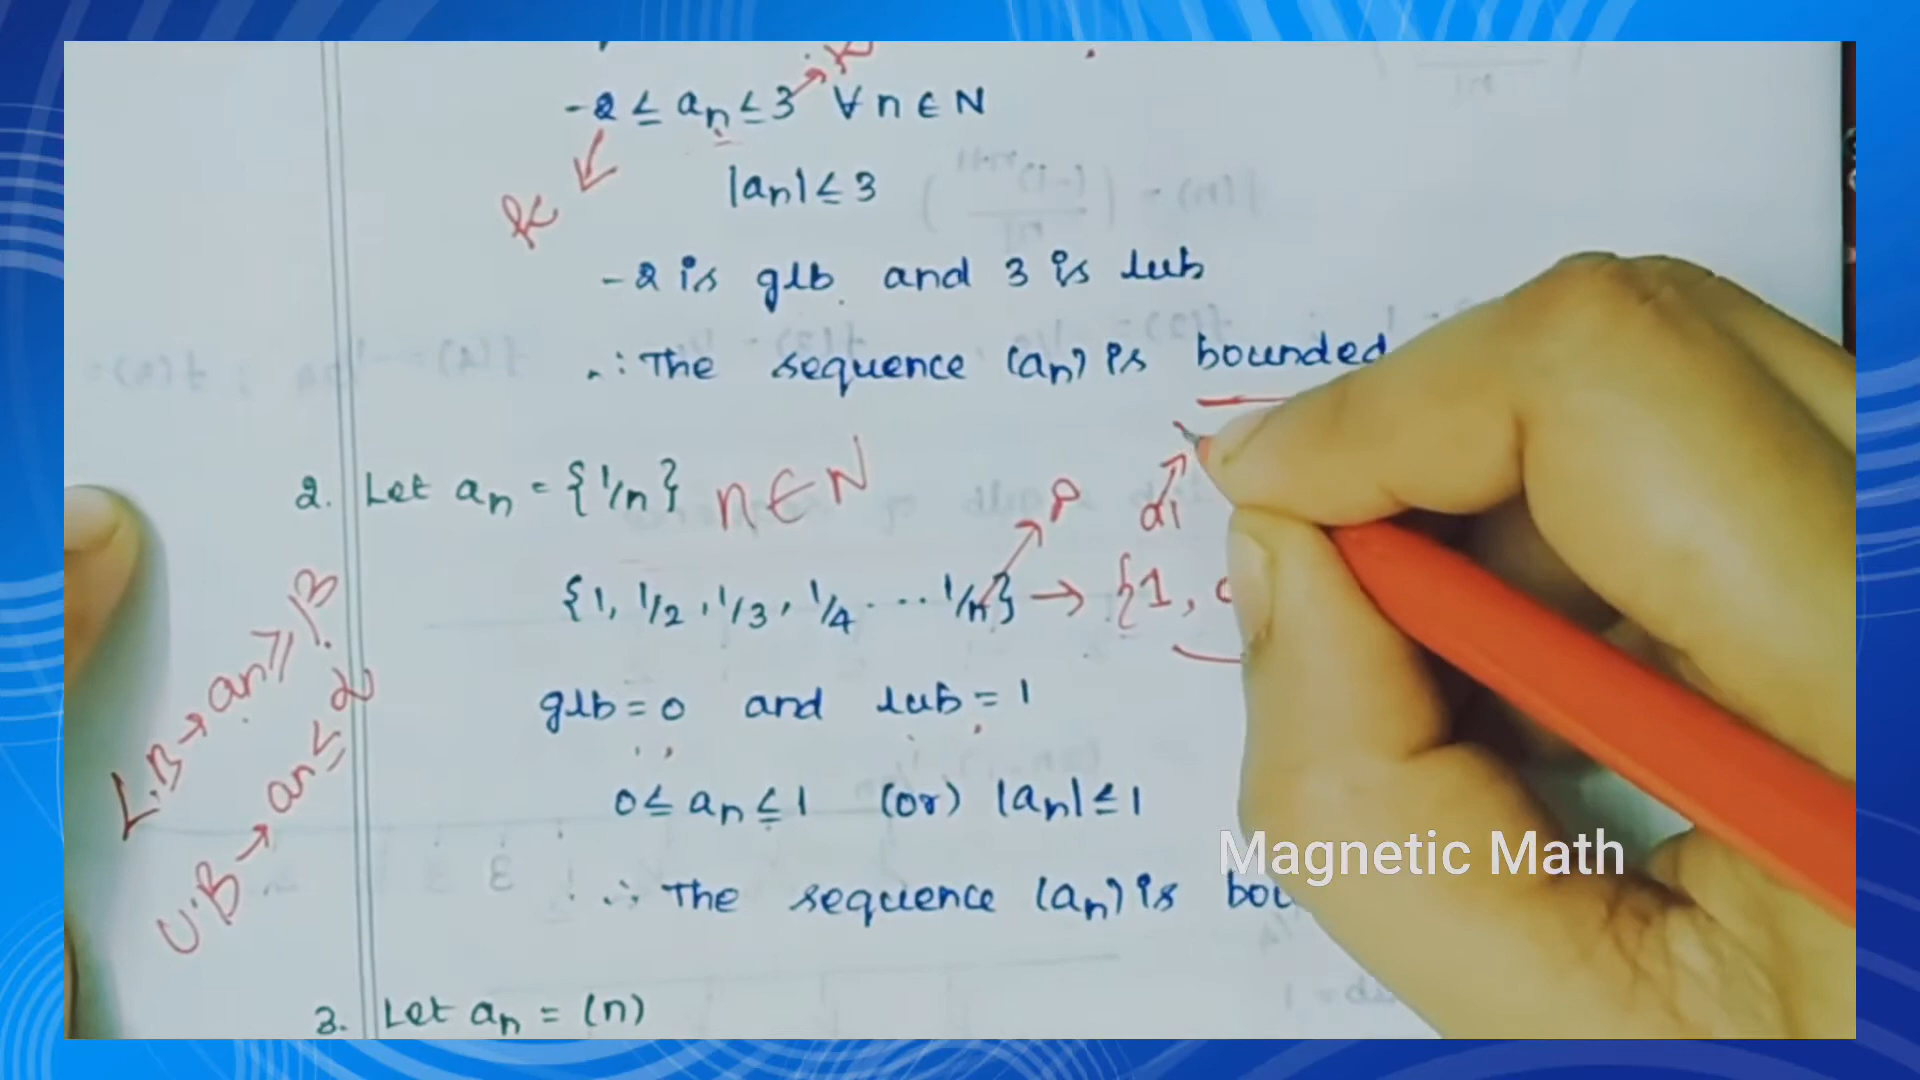 -2 ≤ an ≤ 3 ∀ n ∈ N
k
|an| ≤ 3
-2 is glb and 3 is lub
∴ The sequence (an) is bounded
2. Let an = {1/n} n∈N
{1, 1/2, 1/3, 1/4 ... 1/n} → {1,
glb = 0 and lub = 1
0 ≤ an ≤ 1 (or) |an| ≤ 1
∴ The sequence (an) is bou
3. Let an = (n)
L.B → an ≥ β
U.B → an ≤ α
Magnetic Math